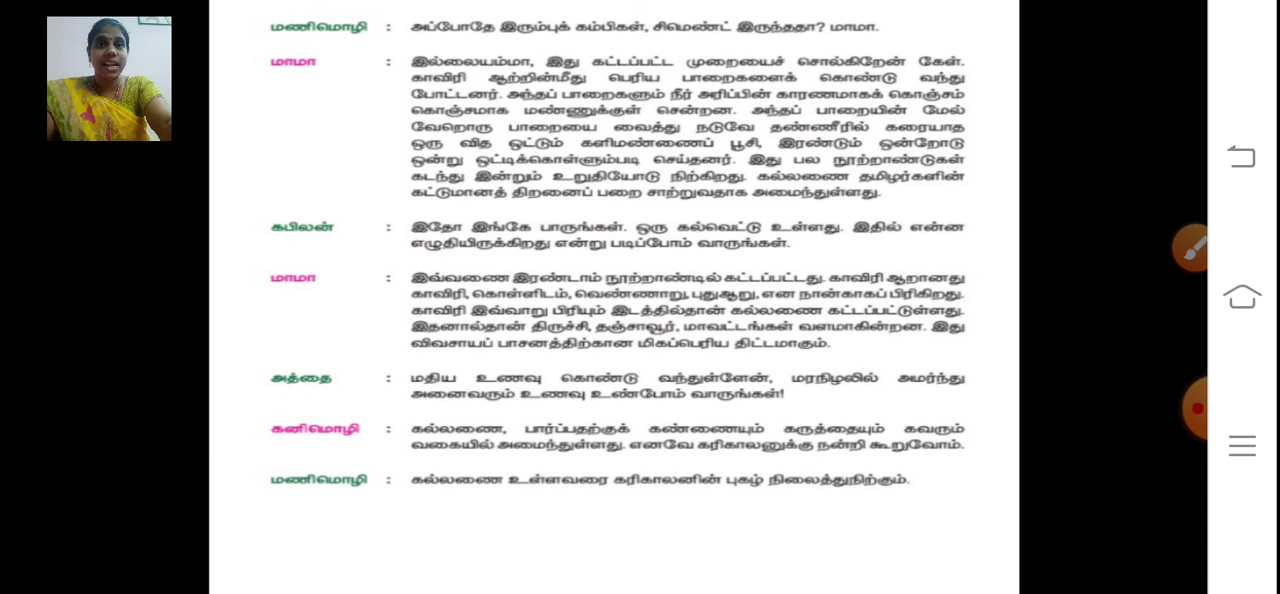 மணிமொழி : அப்போதே இரும்புக் கம்பிகள், சிமெண்ட் இருந்ததா? மாமா.
மாமா : இல்லையம்மா, இது கட்டப்பட்ட முறையைச் சொல்கிறேன் கேள்.
காவிரி ஆற்றின்மீது பெரிய பாறைகளைக் கொண்டு வந்து
போட்டனர். அந்தப் பாறைகளும் நீர் அரிப்பின் காரணமாகக் கொஞ்சம்
கொஞ்சமாக மண்ணுக்குள் சென்றன. அந்தப் பாறையின் மேல்
வேறொரு பாறையை வைத்து நடுவே தண்ணீரில் கரையாத
ஒரு வித ஒட்டும் களிமண்ணைப் பூசி, இரண்டும் ஒன்றோடு
ஒன்று ஒட்டிக்கொள்ளும்படி செய்தனர். இது பல நூற்றாண்டுகள்
கடந்து இன்றும் உறுதியோடு நிற்கிறது. கல்லணை தமிழர்களின்
கட்டுமானத் திறனைப் பறை சாற்றுவதாக அமைந்துள்ளது.
கபிலன் : இதோ இங்கே பாருங்கள். ஒரு கல்வெட்டு உள்ளது. இதில் என்ன
எழுதியிருக்கிறது என்று படிப்போம் வாருங்கள்.
மாமா : இவ்வணை இரண்டாம் நூற்றாண்டில் கட்டப்பட்டது. காவிரி ஆறானது
காவிரி, கொள்ளிடம், வெண்ணாறு, புதுஆறு, என நான்காகப் பிரிகிறது.
காவிரி இவ்வாறு பிரியும் இடத்தில்தான் கல்லணை கட்டப்பட்டுள்ளது.
இதனால்தான் திருச்சி, தஞ்சாவூர், மாவட்டங்கள் வளமாகின்றன. இது
விவசாயப் பாசனத்திற்கான மிகப்பெரிய திட்டமாகும்.
அத்தை : மதிய உணவு கொண்டு வந்துள்ளேன், மரநிழலில் அமர்ந்து
அனைவரும் உணவு உண்போம் வாருங்கள்!
கனிமொழி : கல்லணை, பார்ப்பதற்குக் கண்ணையும் கருத்தையும் கவரும்
வகையில் அமைந்துள்ளது. எனவே கரிகாலனுக்கு நன்றி கூறுவோம்.
மணிமொழி : கல்லணை உள்ளவரை கரிகாலனின் புகழ் நிலைத்துநிற்கும்.